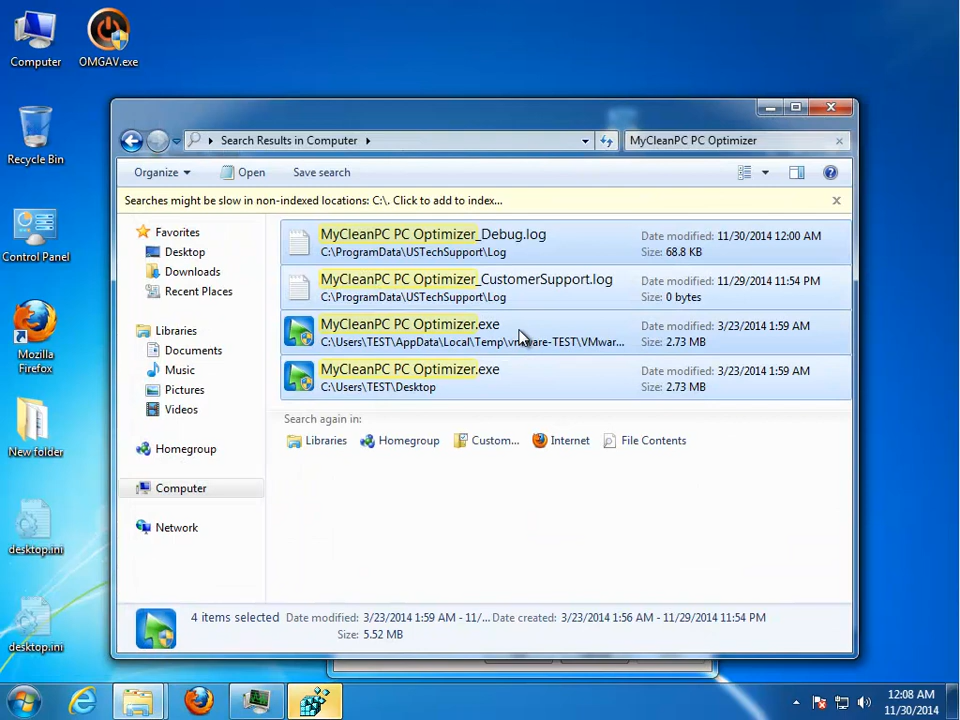 Computer
OMGAV.exe
Recycle Bin
Control Panel
Mozilla
Firefox
New folder
desktop.ini
desktop.ini
Search Results in Computer
MyCleanPC PC Optimizer
Organize
Open
Save search
Searches might be slow in non-indexed locations: C:\. Click to add to index...
Favorites
Desktop
Downloads
Recent Places
Libraries
Documents
Music
Pictures
Videos
Homegroup
Computer
Network
MyCleanPC PC Optimizer_Debug.log
C:\ProgramData\USTechSupport\Log
Date modified: 11/30/2014 12:00 AM
Size: 68.8 KB
MyCleanPC PC Optimizer_CustomerSupport.log
C:\ProgramData\USTechSupport\Log
Date modified: 11/29/2014 11:54 PM
Size: 0 bytes
MyCleanPC PC Optimizer.exe
C:\Users\TEST\AppData\Local\Temp\vmware-TEST\VMwar...
Date modified: 3/23/2014 1:59 AM
Size: 2.73 MB
MyCleanPC PC Optimizer.exe
C:\Users\TEST\Desktop
Date modified: 3/23/2014 1:59 AM
Size: 2.73 MB
Search again in:
Libraries
Homegroup
Custom...
Internet
File Contents
4 items selected
Date modified: 3/23/2014 1:59 AM - 11/...
Date created: 3/23/2014 1:56 AM - 11/29/2014 11:54 PM
Size: 5.52 MB
12:08 AM
11/30/2014